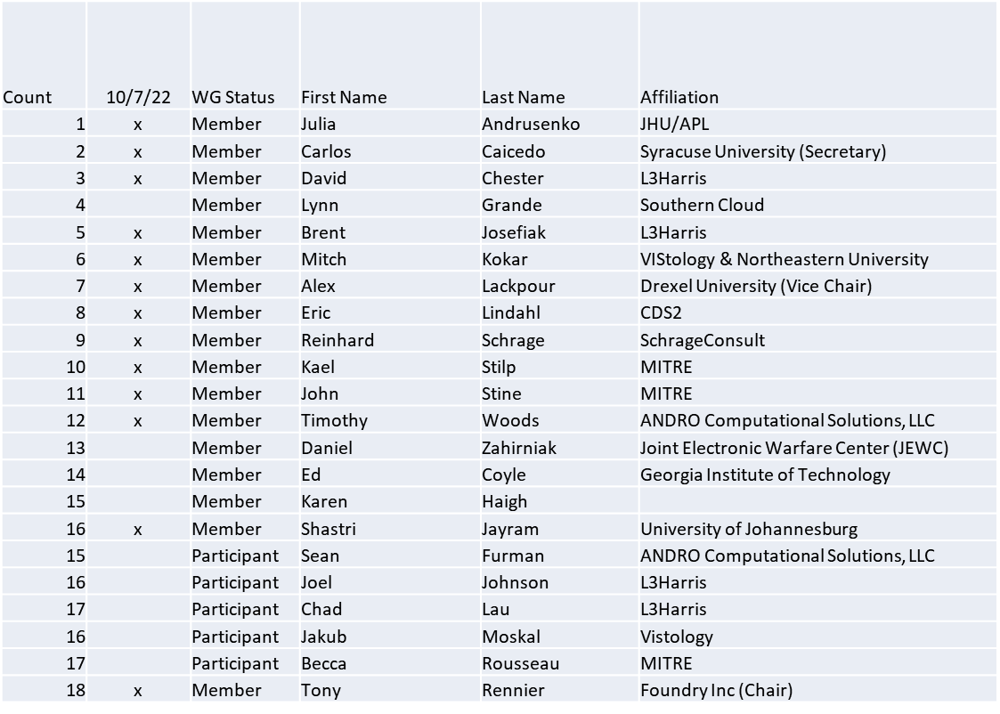 Count 10/7/22 WG Status First Name Last Name Affiliation
1 x Member Julia Andrusenko JHU/APL
2 x Member Carlos Caicedo Syracuse University (Secretary)
3 x Member David Chester L3Harris
4 Member Lynn Grande Southern Cloud
5 x Member Brent Josefiak L3Harris
6 x Member Mitch Kokar VIStology & Northeastern University
7 x Member Alex Lackpour Drexel University (Vice Chair)
8 x Member Eric Lindahl CDS2
9 x Member Reinhard Schrage SchrageConsult
10 x Member Kael Stilp MITRE
11 x Member John Stine MITRE
12 x Member Timothy Woods ANDRO Computational Solutions, LLC
13 Member Daniel Zahirniak Joint Electronic Warfare Center (JEWC)
14 Member Ed Coyle Georgia Institute of Technology
15 Member Karen Haigh
16 x Member Shastri Jayram University of Johannesburg
15 Participant Sean Furman ANDRO Computational Solutions, LLC
16 Participant Joel Johnson L3Harris
17 Participant Chad Lau L3Harris
16 Participant Jakub Moskal Vistology
17 Participant Becca Rousseau MITRE
18 x Member Tony Rennier Foundry Inc (Chair)